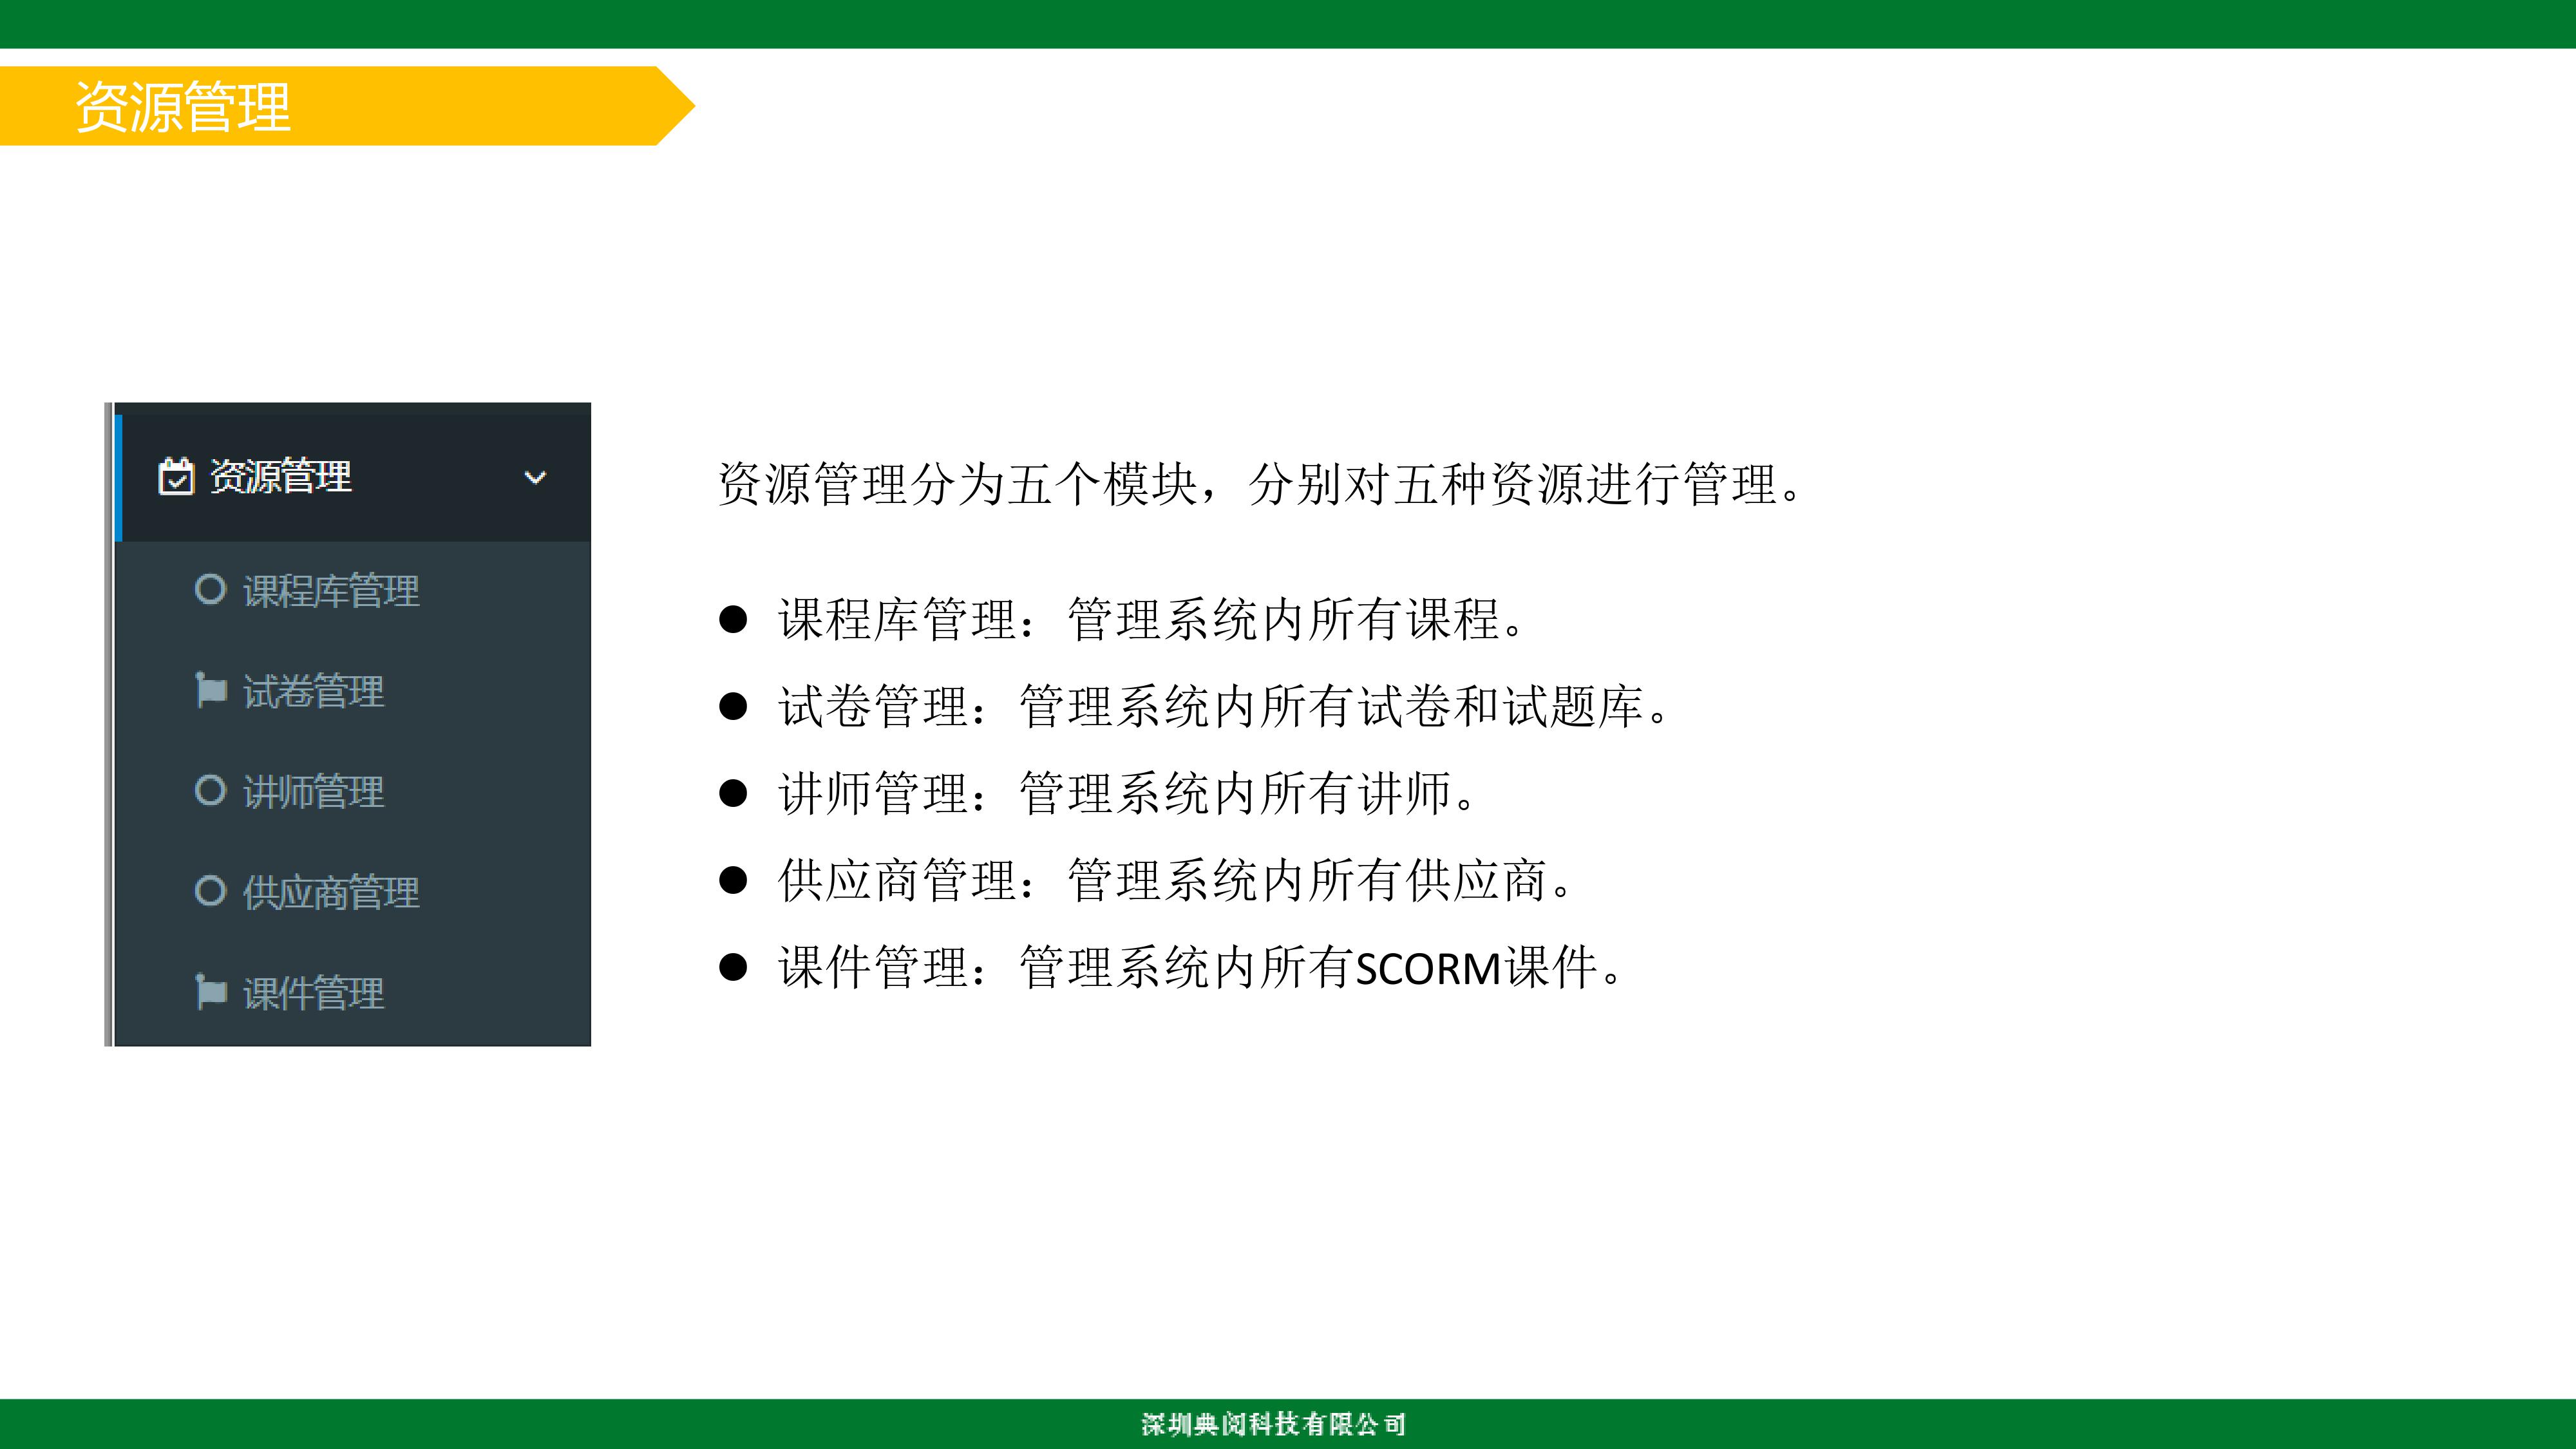 资源管理
资源管理
课程库管理
试卷管理
讲师管理
供应商管理
课件管理
资源管理分为五个模块，分别对五种资源进行管理。
● 课程库管理：管理系统内所有课程。
● 试卷管理：管理系统内所有试卷和试题库。
● 讲师管理：管理系统内所有讲师。
● 供应商管理：管理系统内所有供应商。
● 课件管理：管理系统内所有SCORM课件。
深圳典阅科技有限公司